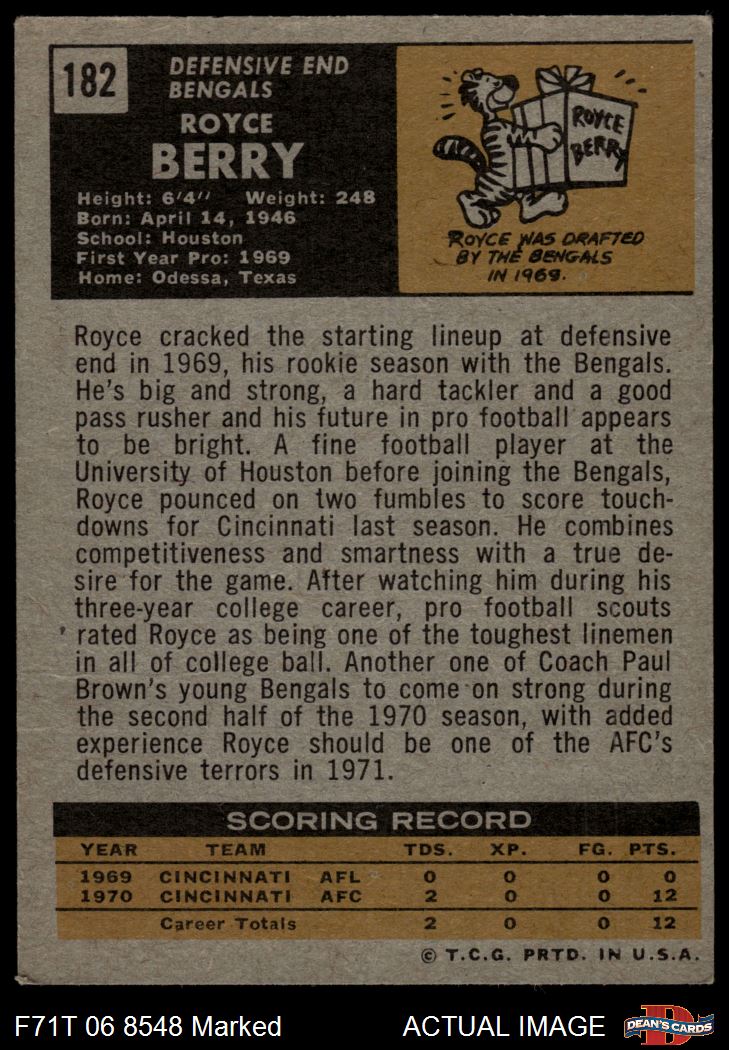 182
DEFENSIVE END
BENGALS
ROYCE
BERRY
Height: 6'4" Weight: 248
Born: April 14, 1946
School: Houston
First Year Pro: 1969
Home: Odessa, Texas
ROYCE
BERRY
ROYCE WAS DRAFTED
BY THE BENGALS
IN 1969.
Royce cracked the starting lineup at defensive
end in 1969, his rookie season with the Bengals.
He's big and strong, a hard tackler and a good
pass rusher and his future in pro football appears
to be bright. A fine football player at the
University of Houston before joining the Bengals,
Royce pounced on two fumbles to score touch-
downs for Cincinnati last season. He combines
competitiveness and smartness with a true de-
sire for the game. After watching him during his
three-year college career, pro football scouts
rated Royce as being one of the toughest linemen
in all of college ball. Another one of Coach Paul
Brown's young Bengals to come on strong during
the second half of the 1970 season, with added
experience Royce should be one of the AFC's
defensive terrors in 1971.
SCORING RECORD
YEAR TEAM TDS. XP. FG. PTS.
1969 CINCINNATI AFL 0 0 0 0
1970 CINCINNATI AFC 2 0 0 12
Career Totals 2 0 0 12
© T.C.G. PRTD. IN U.S.A.
F71T 06 8548 Marked ACTUAL IMAGE
D
DEAN'S CARDS